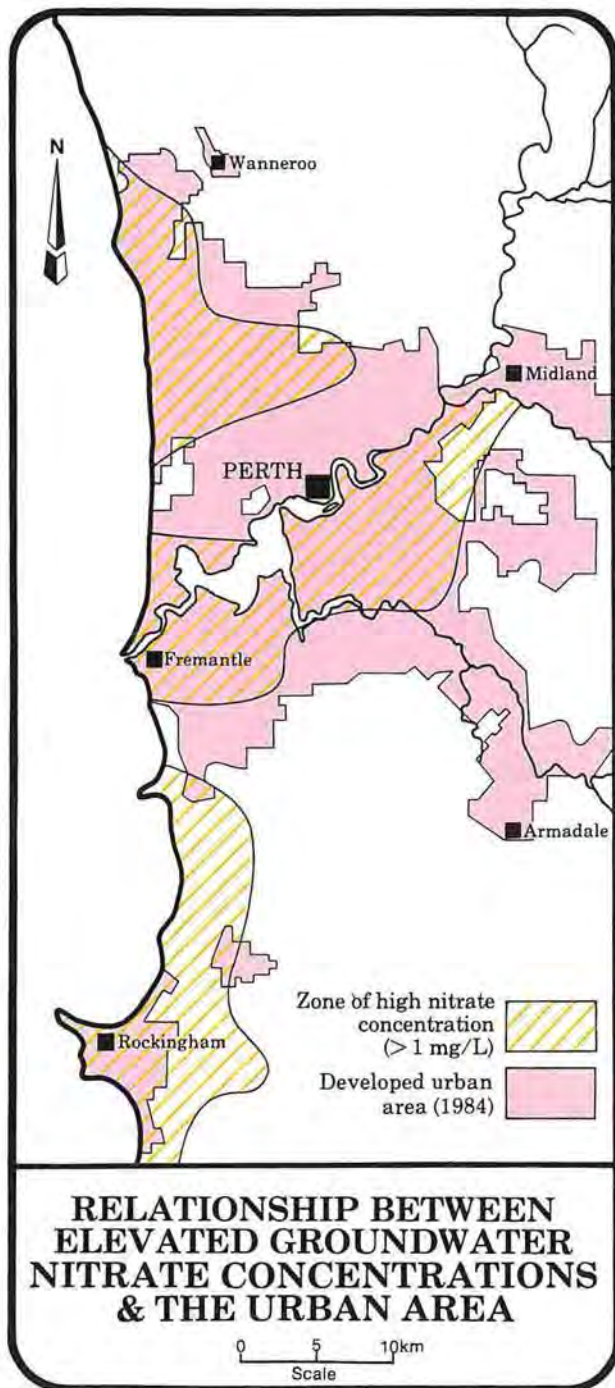 N
Wanneroo
Midland
PERTH
Fremantle
Armadale
Rockingham
Zone of high nitrate
concentration
(> 1 mg/L)
Developed urban
area (1984)
RELATIONSHIP BETWEEN
ELEVATED GROUNDWATER
NITRATE CONCENTRATIONS
& THE URBAN AREA
0 5 10km
Scale